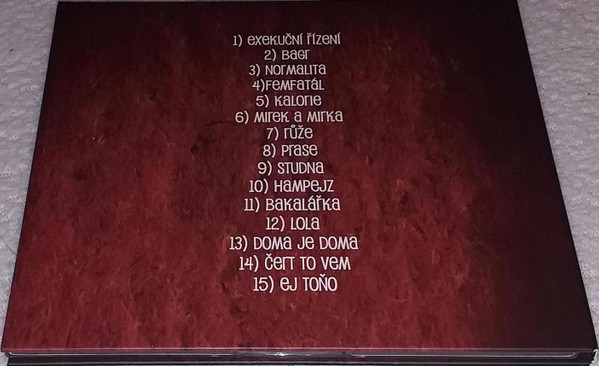 1) Exekuční řízení
2) Bagr
3) Normalita
4)Femfatál
5) Kalorie
6) Mirek a Mirka
7) Růže
8) Prase
9) Studna
10) Hampejz
11) Bakalářka
12) Lola
13) Doma je doma
14) Čert to vem
15) Ej Toňo